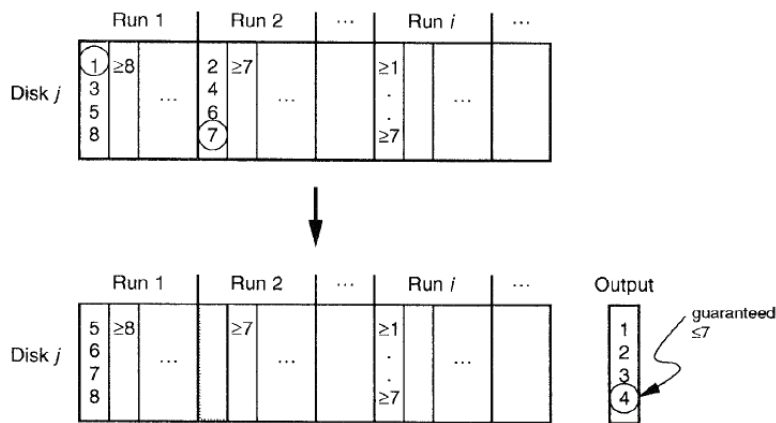 Run 1 Run 2 ... Run i ...
1 ≥8 2 ≥7 ≥1
Disk j 3 ... 4 ... . ...
5 6 .
8 7 ≥7
Run 1 Run 2 ... Run i ... Output
5 ≥8 ≥7 ≥1 1 guaranteed
Disk j 6 ... ... . ... 2 ≤7
7 . 3
8 ≥7 4